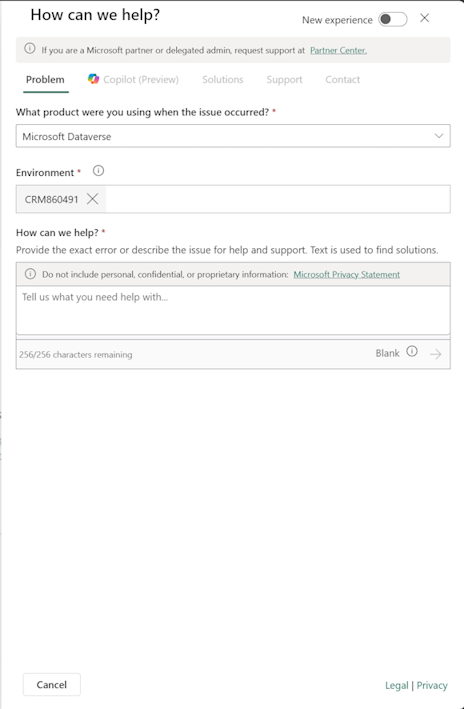 How can we help?
New experience
If you are a Microsoft partner or delegated admin, request support at Partner Center.
Problem
Copilot (Preview)
Solutions
Support
Contact
What product were you using when the issue occurred? *
Microsoft Dataverse
Environment *
CRM860491
How can we help? *
Provide the exact error or describe the issue for help and support. Text is used to find solutions.
Do not include personal, confidential, or proprietary information: Microsoft Privacy Statement
Tell us what you need help with...
256/256 characters remaining
Blank
Cancel
Legal | Privacy